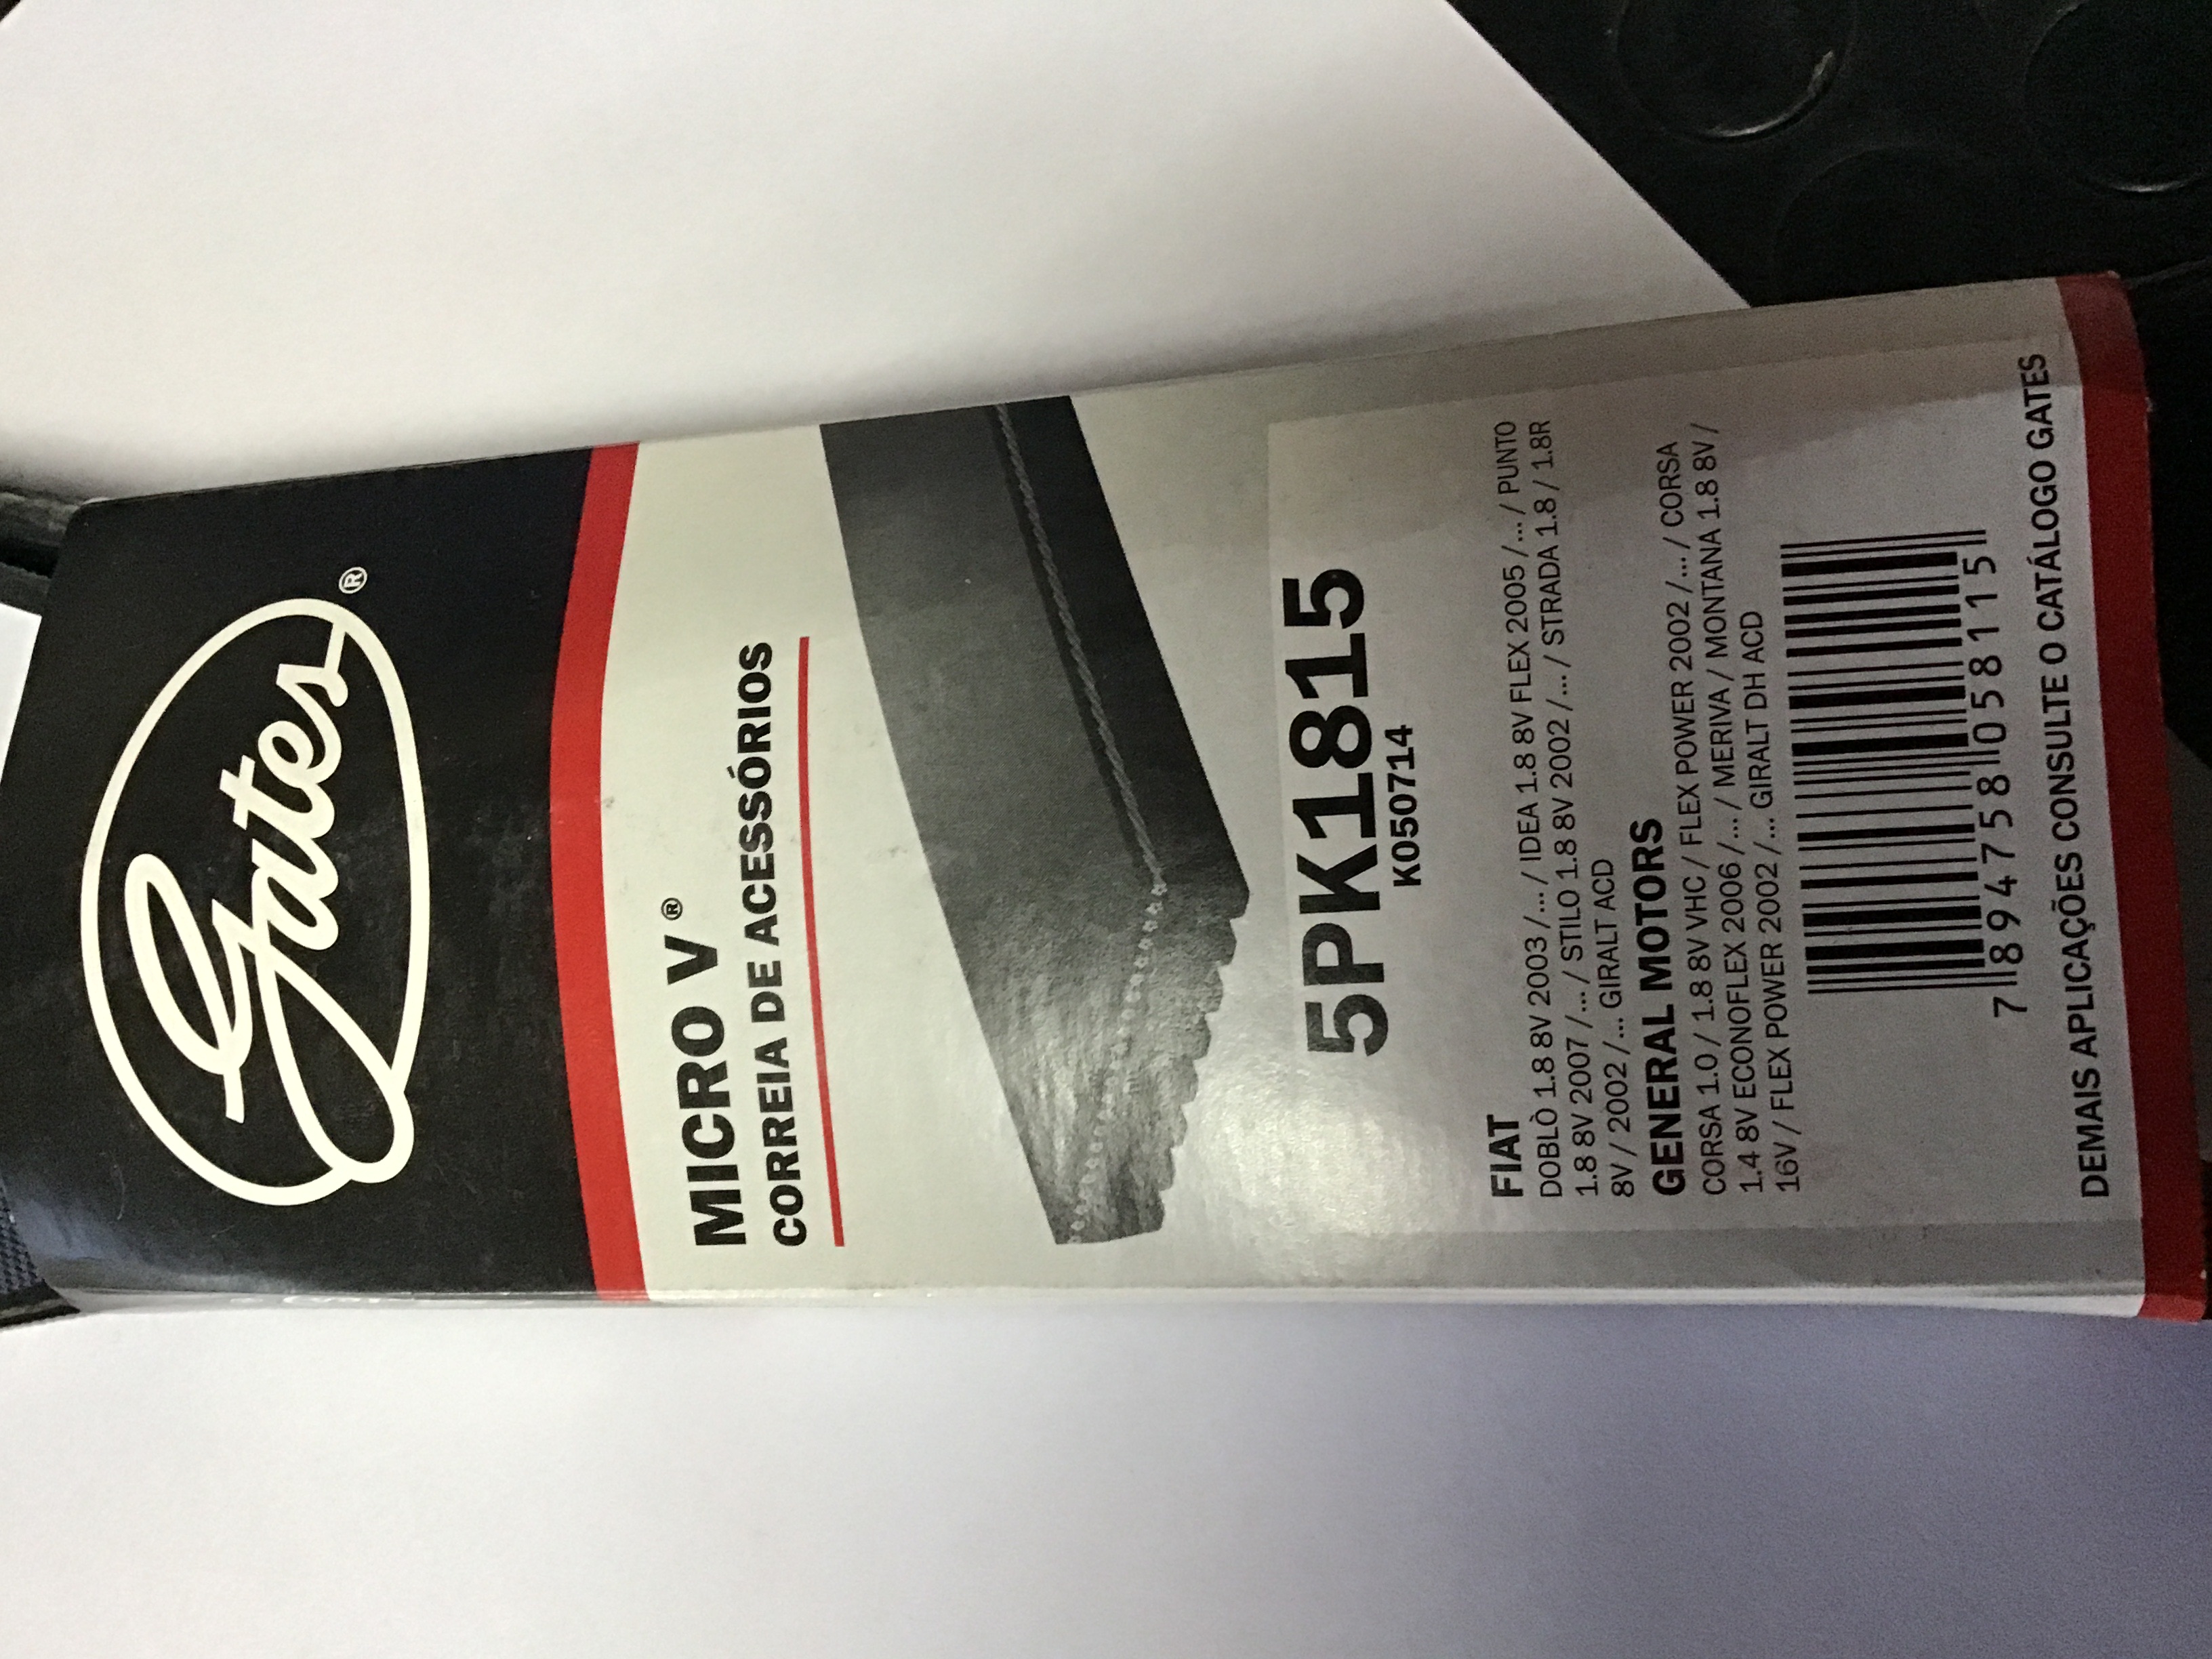 Gates®
MICRO V®
CORREIA DE ACESSÓRIOS
5PK1815
K050714
FIAT
DOBLÒ 1.8 8V 2003 /... / IDEA 1.8 8V FLEX 2005 /... / PUNTO
1.8 8V 2007 /... / STILO 1.8 8V 2002 /... / STRADA 1.8 / 1.8R
8V / 2002 /... GIRALT ACD
GENERAL MOTORS
CORSA 1.0 / 1.8 8V VHC / FLEX POWER 2002 /... / CORSA
1.4 8V ECONOFLEX 2006 /... / MERIVA / MONTANA 1.8 8V /
16V / FLEX POWER 2002 /... GIRALT DH ACD
7 894758 058115
DEMAIS APLICAÇÕES CONSULTE O CATÁLOGO GATES